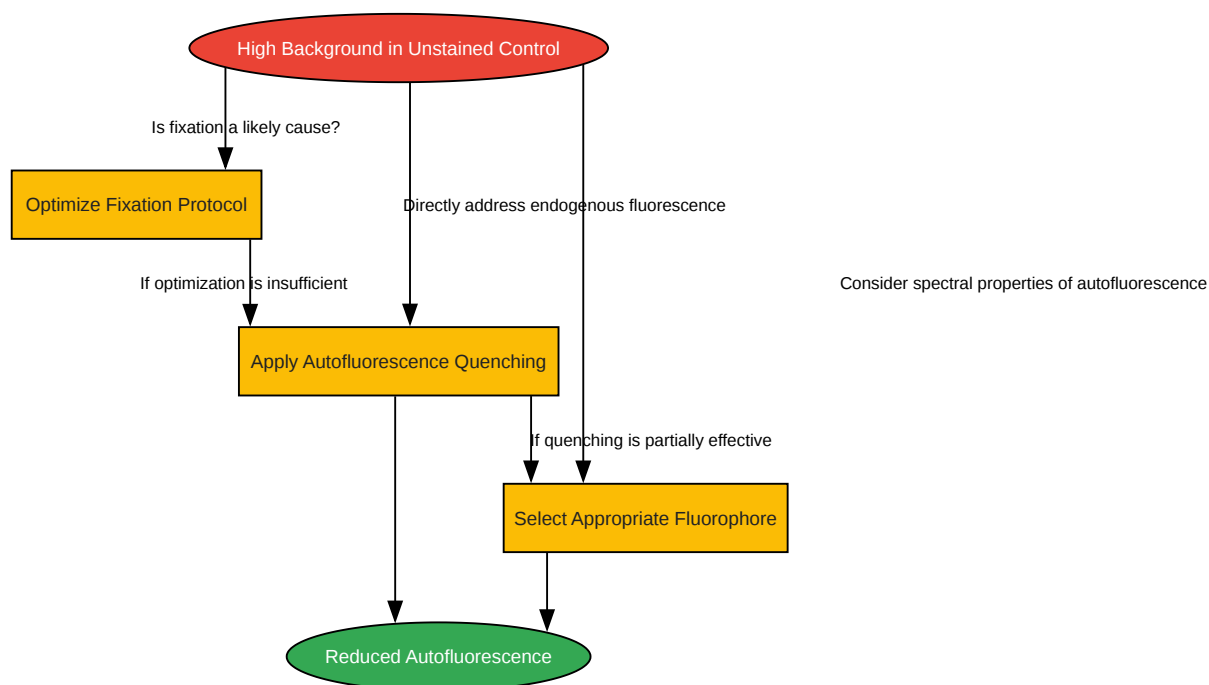 High Background in Unstained Control
Is fixation a likely cause?
Optimize Fixation Protocol
Directly address endogenous fluorescence
If optimization is insufficient
Consider spectral properties of autofluorescence
Apply Autofluorescence Quenching
If quenching is partially effective
Select Appropriate Fluorophore
Reduced Autofluorescence